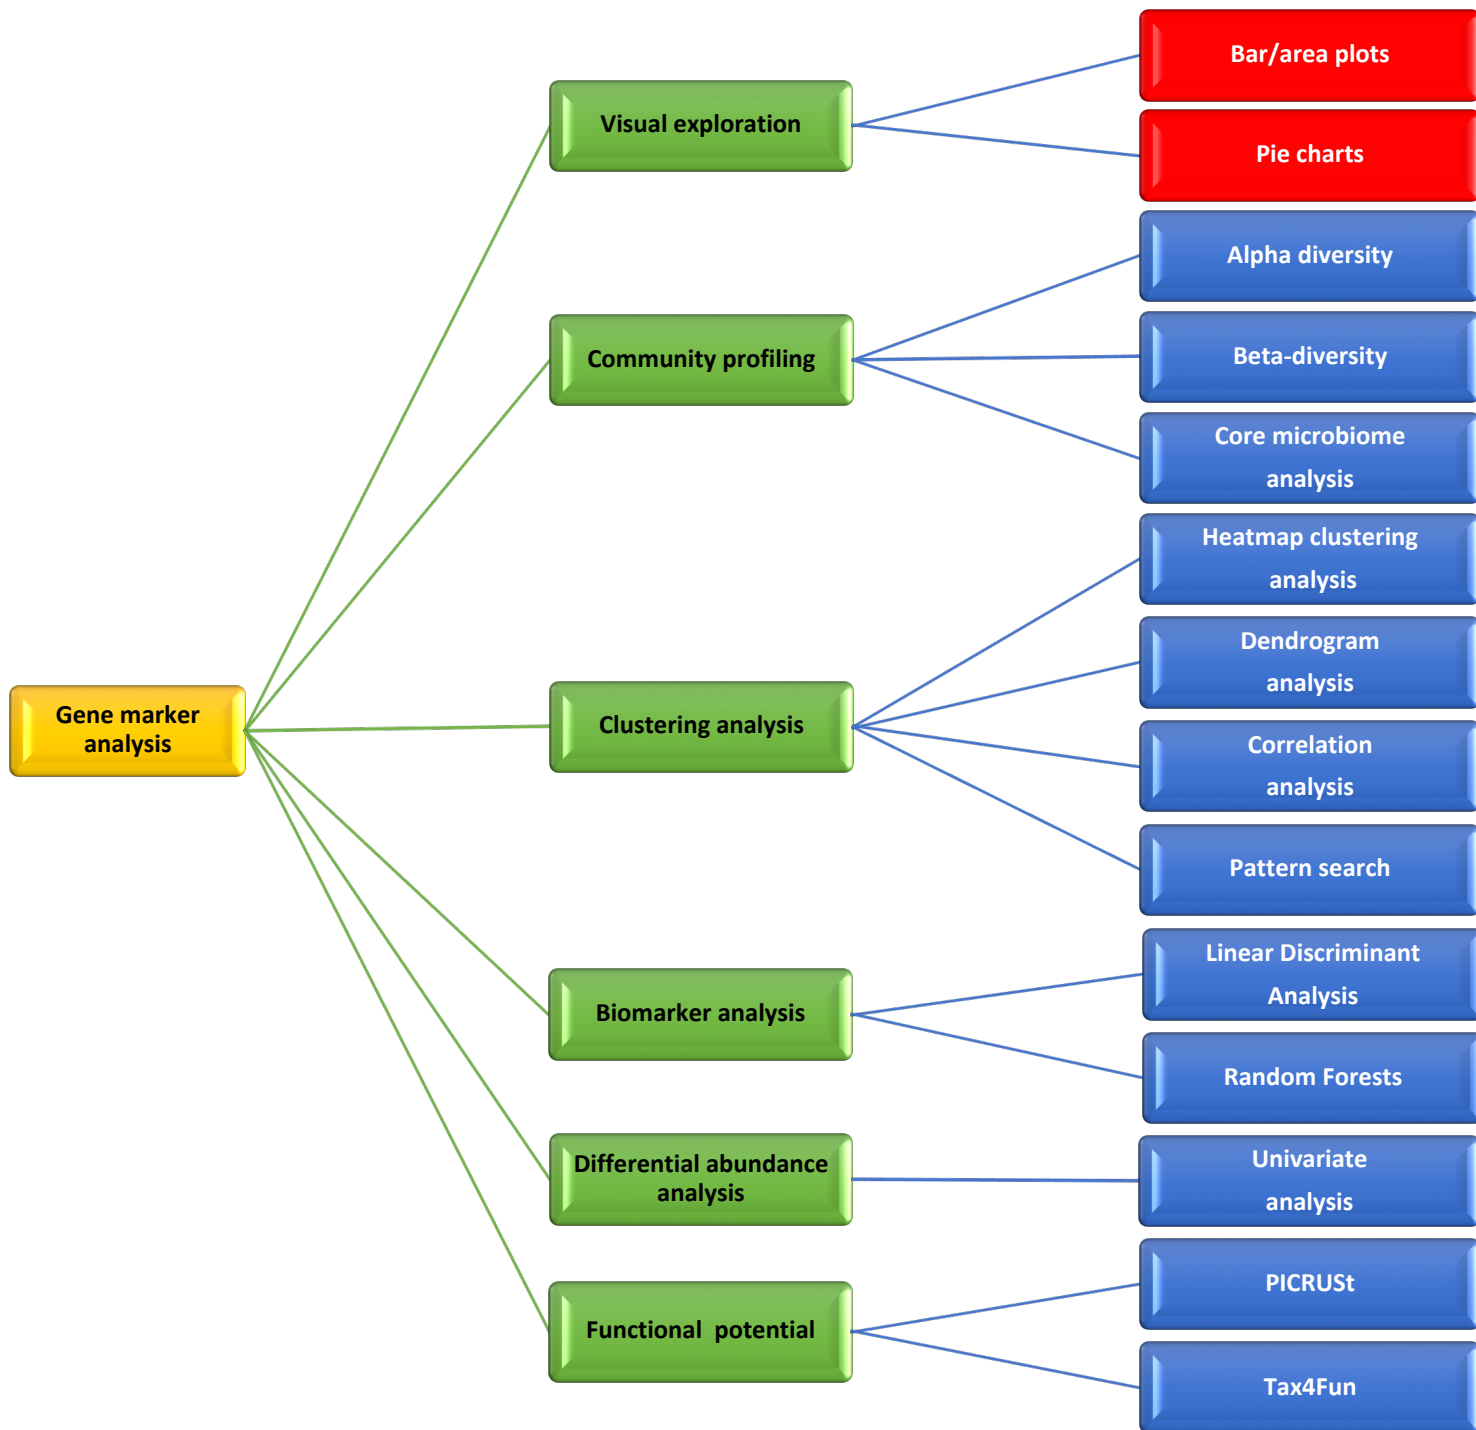 Gene marker
analysis
Visual exploration
Bar/area plots
Pie charts
Community profiling
Alpha diversity
Beta-diversity
Core microbiome
analysis
Clustering analysis
Heatmap clustering
analysis
Dendrogram
analysis
Correlation
analysis
Pattern search
Biomarker analysis
Linear Discriminant
Analysis
Random Forests
Differential abundance
analysis
Univariate
analysis
Functional  potential
PICRUSt
Tax4Fun